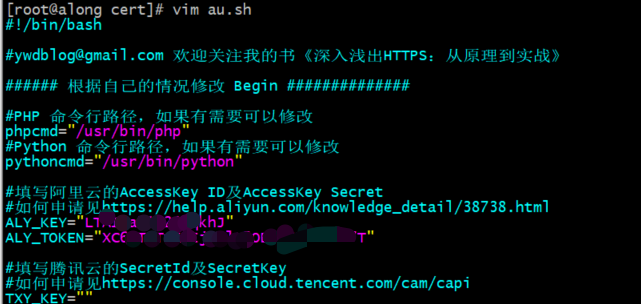 [root@along cert]# vim au.sh
#!/bin/bash
#ywdblog@gmail.com 欢迎关注我的书《深入浅出HTTPS：从原理到实战》
###### 根据自己的情况修改 Begin ##############
#PHP 命令行路径，如果有需要可以修改
phpcmd="/usr/bin/php"
#Python 命令行路径，如果有需要可以修改
pythoncmd="/usr/bin/python"
#填写阿里云的AccessKey ID及AccessKey Secret
#如何申请见https://help.aliyun.com/knowledge_detail/38738.html
ALY_KEY=
ALY_TOKEN=
#填写腾讯云的SecretId及SecretKey
#如何申请见https://console.cloud.tencent.com/cam/capi
TXY_KEY=""